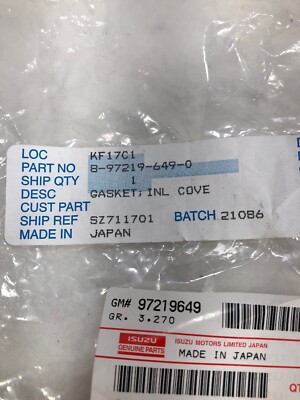 LOC KF17C1
PART NO 8-97219-649-0
SHIP QTY 1
DESC GASKET; INL COVE
CUST PART
SHIP REF SZ711701 BATCH 21086
MADE IN JAPAN
GM# 97219649
GR. 3.270
ISUZU
GENUINE PARTS
ISUZU MOTORS LIMITED JAPAN
MADE IN JAPAN
QT